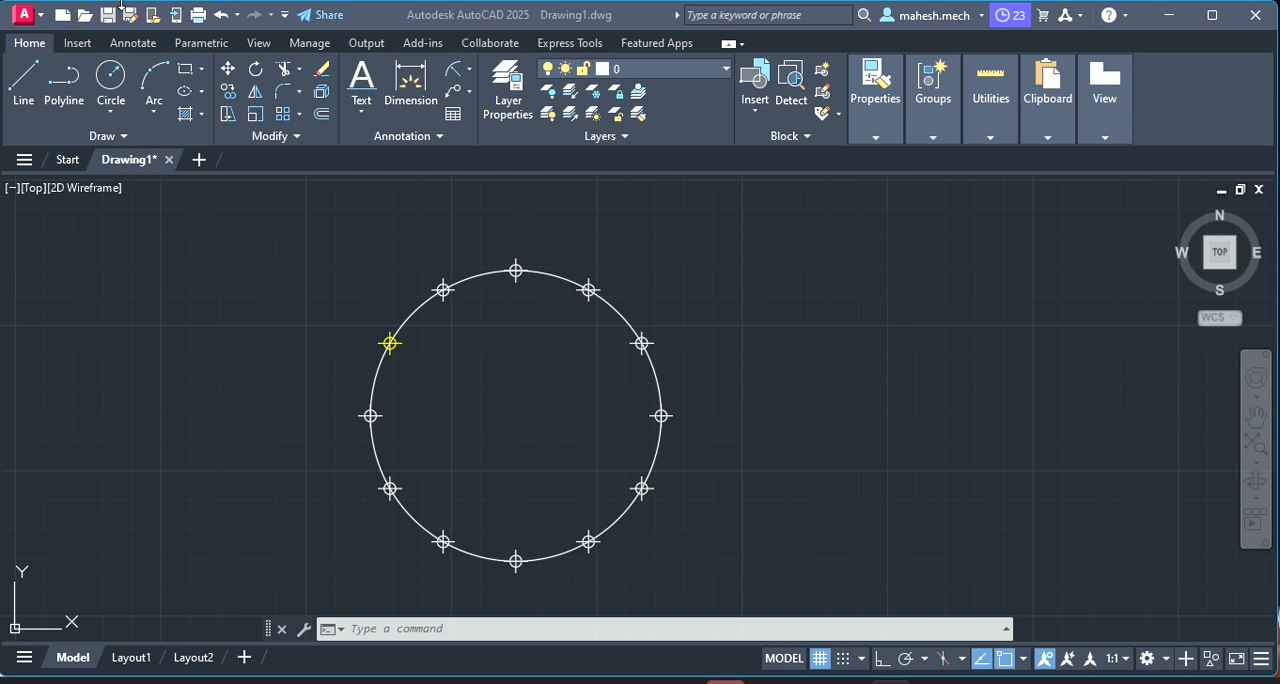 A Share Autodesk AutoCAD 2025 Drawing1.dwg Type a keyword or phrase mahesh.mech 23
Home Insert Annotate Parametric View Manage Output Add-ins Collaborate Express Tools Featured Apps
0
Line Polyline Circle Arc Text Dimension Layer Properties Insert Detect Properties Groups Utilities Clipboard View
Draw Modify Annotation Layers Block
Start Drawing1* +
[−][Top][2D Wireframe]
N
W TOP E
S
WCS
Y
X
Type a command
Model Layout1 Layout2 + MODEL 1:1